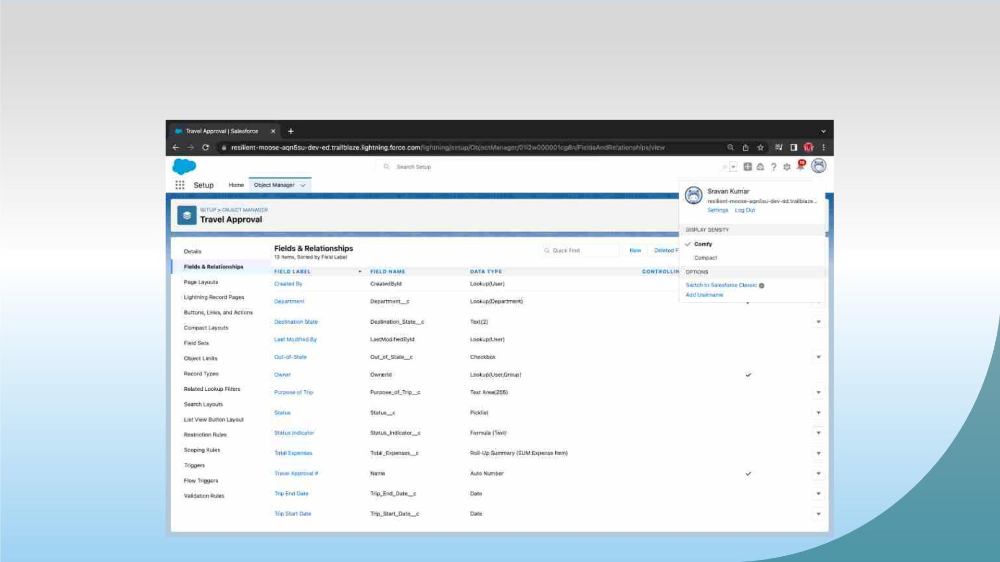 Travel Approval | Salesforce
resilient-moose-aqn5su-dev-ed.trailblaze.lightning.force.com/lightning/setup/ObjectManager/01I2w000001cg8n/FieldsAndRelationships/view
Search Setup
Setup Home Object Manager
Sravan Kumar
resilient-moose-aqn5su-dev-ed.trailblaze...
Settings Log Out
SETUP > OBJECT MANAGER
Travel Approval
DISPLAY DENSITY
Comfy
Compact
OPTIONS
Switch to Salesforce Classic
Add Username
Details
Fields & Relationships
Page Layouts
Lightning Record Pages
Buttons, Links, and Actions
Compact Layouts
Field Sets
Object Limits
Record Types
Related Lookup Filters
Search Layouts
List View Button Layout
Restriction Rules
Scoping Rules
Triggers
Flow Triggers
Validation Rules
Fields & Relationships
13 Items, Sorted by Field Label
Quick Find New Deleted F
FIELD LABEL FIELD NAME DATA TYPE CONTROLLIN
Created By CreatedById Lookup(User)
Department Department__c Lookup(Department)
Destination State Destination_State__c Text(2)
Last Modified By LastModifiedById Lookup(User)
Out-of-State Out_of_State__c Checkbox
Owner OwnerId Lookup(User,Group)
Purpose of Trip Purpose_of_Trip__c Text Area(255)
Status Status__c Picklist
Status Indicator Status_Indicator__c Formula (Text)
Total Expenses Total_Expenses__c Roll-Up Summary (SUM Expense Item)
Travel Approval # Name Auto Number
Trip End Date Trip_End_Date__c Date
Trip Start Date Trip_Start_Date__c Date